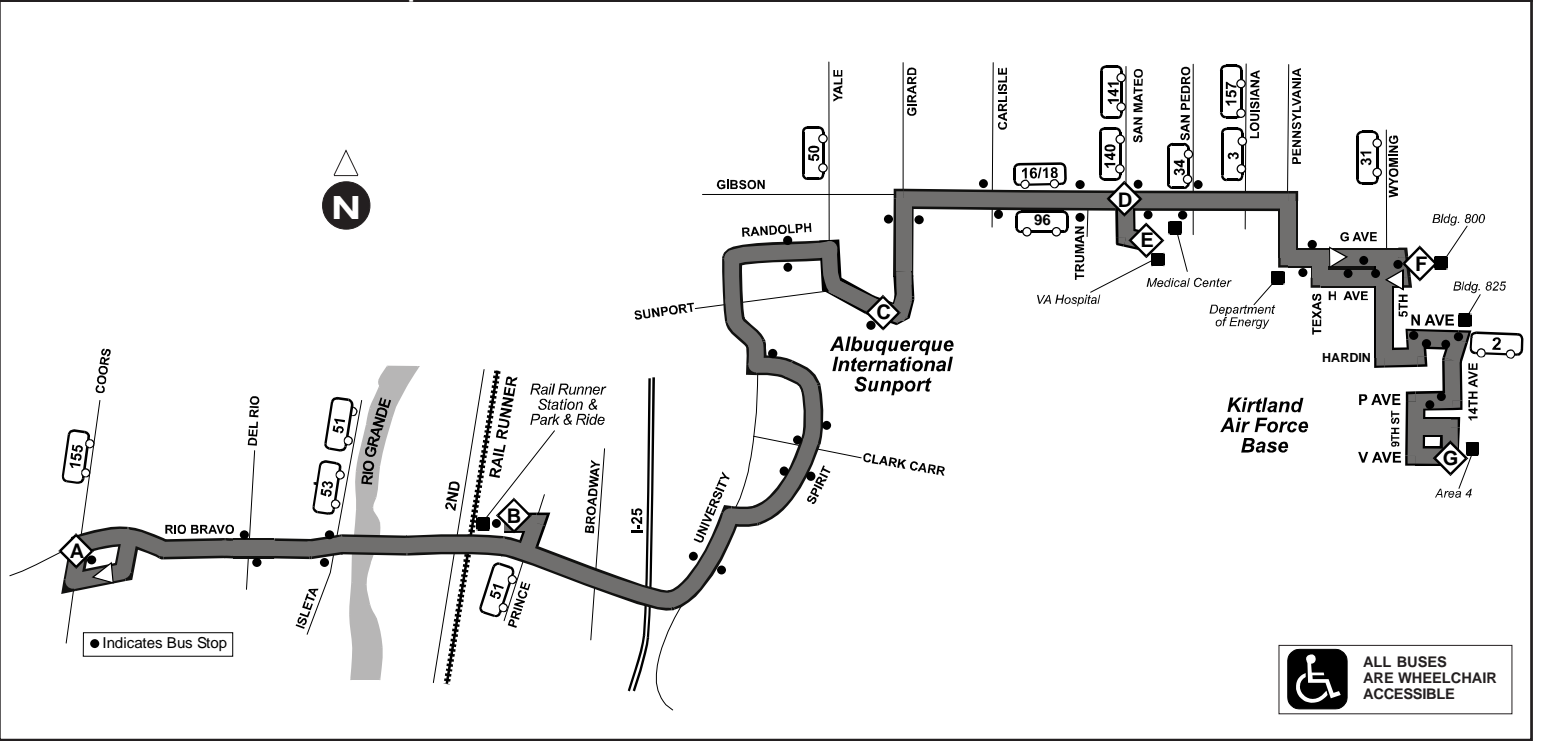 YALE
GIRARD
CARLISLE
141
SAN MATEO
SAN PEDRO
157
LOUISIANA
PENNSYLVANIA
50
140
34
3
31
WYOMING
GIBSON
16/18
96
TRUMAN
D
E
N
RANDOLPH
G AVE
F
Bldg. 800
VA Hospital
Medical Center
Department
of Energy
TEXAS
H AVE
5TH
Bldg. 825
SUNPORT
C
N AVE
2
HARDIN
Albuquerque
International
Sunport
14TH AVE
P AVE
9TH ST
Kirtland
Air Force
Base
V AVE
G
Area 4
COORS
155
DEL RIO
51
53
RIO GRANDE
2ND
RAIL RUNNER
Rail Runner
Station &
Park & Ride
B
BROADWAY
I-25
UNIVERSITY
SPIRIT
CLARK CARR
A
RIO BRAVO
ISLETA
51
PRINCE
Indicates Bus Stop
ALL BUSES
ARE WHEELCHAIR
ACCESSIBLE